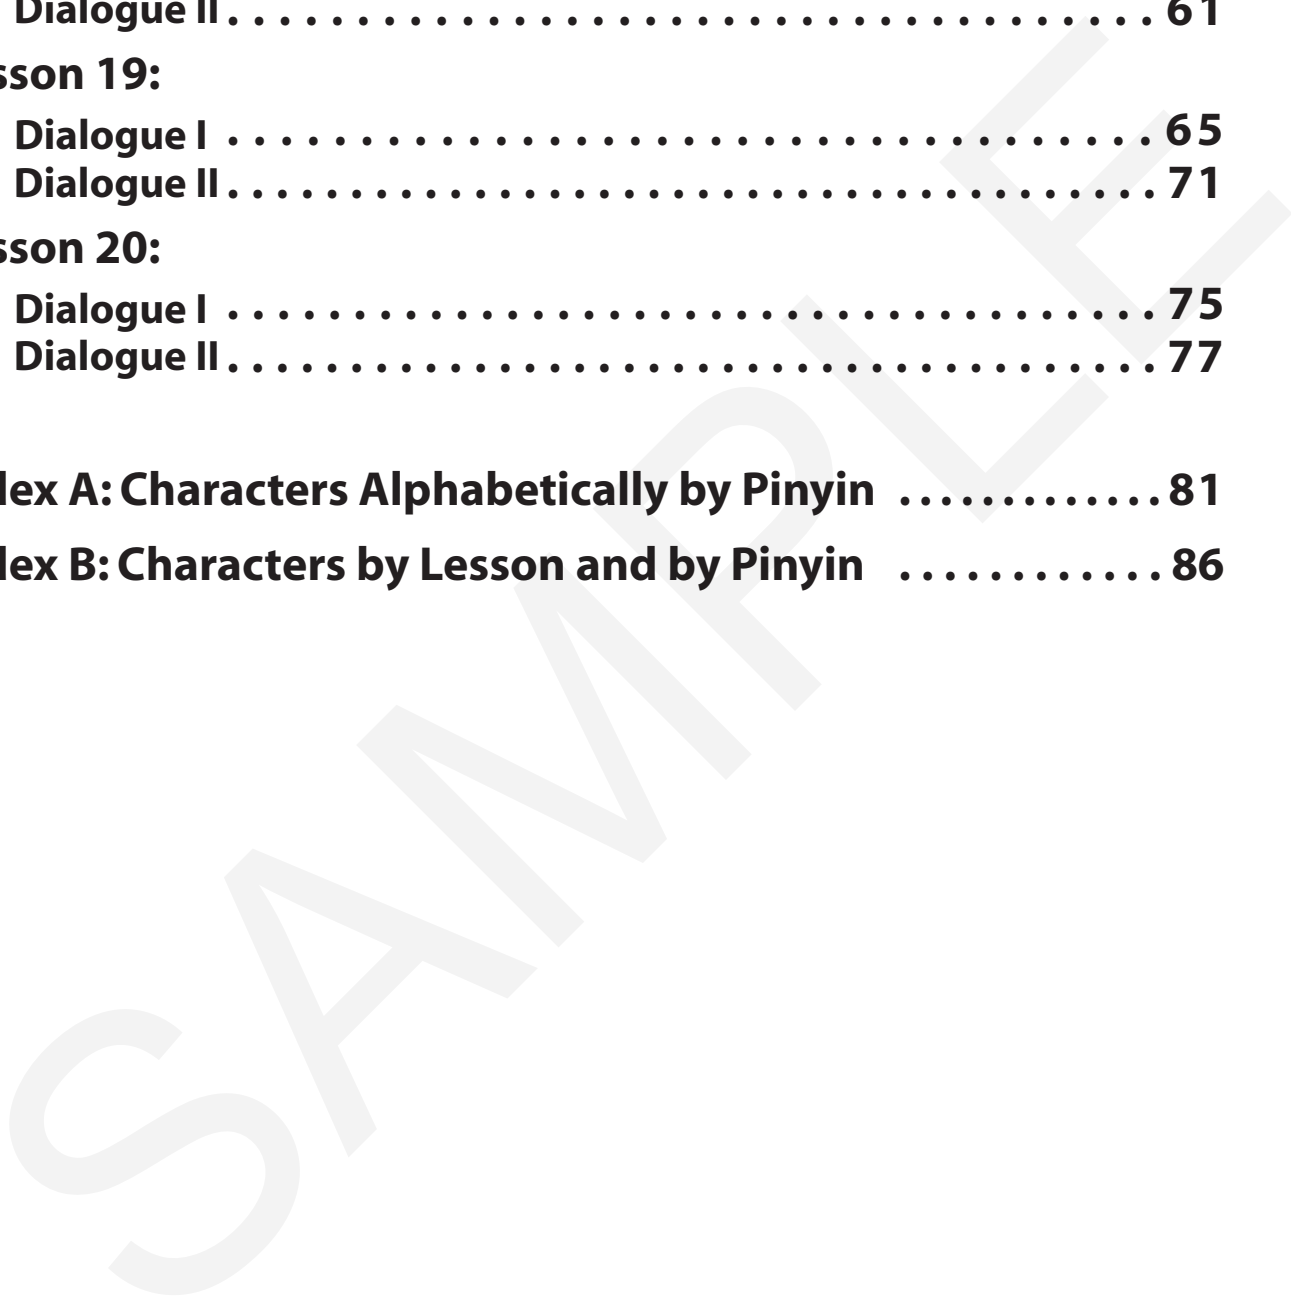 Dialogue II . . . . . . . . . . . . . . . . . . . . . . . . . . . . . . . . . . . . . . 61
sson 19:
Dialogue I . . . . . . . . . . . . . . . . . . . . . . . . . . . . . . . . . . . 65
Dialogue II . . . . . . . . . . . . . . . . . . . . . . . . . . . . . . . . . . . . . . 71
sson 20:
Dialogue I . . . . . . . . . . . . . . . . . . . . . . . . . . . . . . . . . . . . . . 75
Dialogue II . . . . . . . . . . . . . . . . . . . . . . . . . . . . . . . . . . . . . . 77
dex A: Characters Alphabetically by Pinyin . . . . . . . . . . . . . 81
dex B: Characters by Lesson and by Pinyin . . . . . . . . . . . . 86
SAMPLE